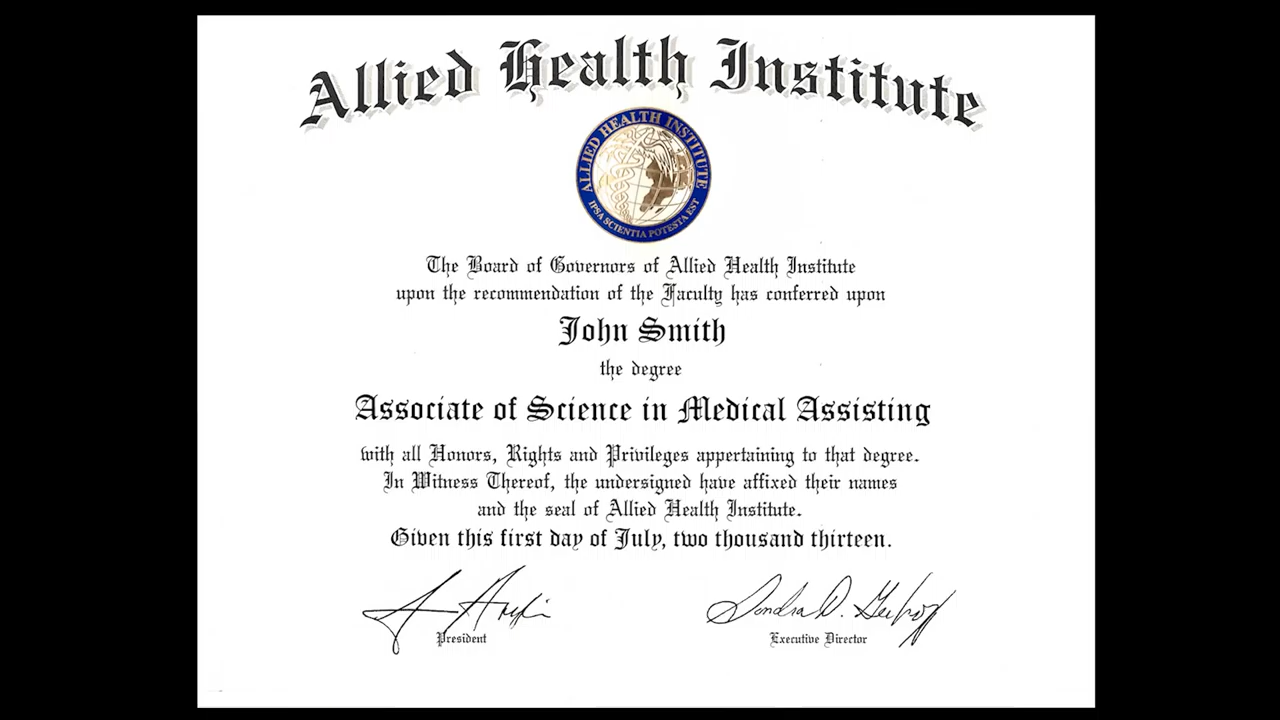 Allied Health Institute
ALLIED HEALTH INSTITUTE
IPSA SCIENTIA POTESTA EST
The Board of Governors of Allied Health Institute
upon the recommendation of the Faculty has conferred upon
John Smith
the degree
Associate of Science in Medical Assisting
with all Honors, Rights and Privileges appertaining to that degree.
In Witness Thereof, the undersigned have affixed their names
and the seal of Allied Health Institute.
Given this first day of July, two thousand thirteen.
President
Executive Director